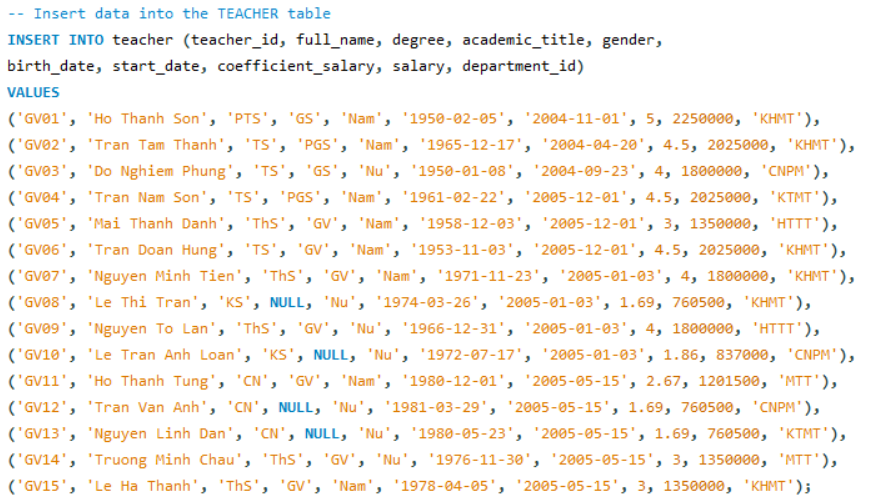 -- Insert data into the TEACHER table
INSERT INTO teacher (teacher_id, full_name, degree, academic_title, gender,
birth_date, start_date, coefficient_salary, salary, department_id)
VALUES
('GV01', 'Ho Thanh Son', 'PTS', 'GS', 'Nam', '1950-02-05', '2004-11-01', 5, 2250000, 'KHMT'),
('GV02', 'Tran Tam Thanh', 'TS', 'PGS', 'Nam', '1965-12-17', '2004-04-20', 4.5, 2025000, 'KHMT'),
('GV03', 'Do Nghiem Phung', 'TS', 'GS', 'Nu', '1950-01-08', '2004-09-23', 4, 1800000, 'CNPM'),
('GV04', 'Tran Nam Son', 'TS', 'PGS', 'Nam', '1961-02-22', '2005-12-01', 4.5, 2025000, 'KTMT'),
('GV05', 'Mai Thanh Danh', 'ThS', 'GV', 'Nam', '1958-12-03', '2005-12-01', 3, 1350000, 'HTTT'),
('GV06', 'Tran Doan Hung', 'TS', 'GV', 'Nam', '1953-11-03', '2005-12-01', 4.5, 2025000, 'KHMT'),
('GV07', 'Nguyen Minh Tien', 'ThS', 'GV', 'Nam', '1971-11-23', '2005-01-03', 4, 1800000, 'KHMT'),
('GV08', 'Le Thi Tran', 'KS', NULL, 'Nu', '1974-03-26', '2005-01-03', 1.69, 760500, 'KHMT'),
('GV09', 'Nguyen To Lan', 'ThS', 'GV', 'Nu', '1966-12-31', '2005-01-03', 4, 1800000, 'HTTT'),
('GV10', 'Le Tran Anh Loan', 'KS', NULL, 'Nu', '1972-07-17', '2005-01-03', 1.86, 837000, 'CNPM'),
('GV11', 'Ho Thanh Tung', 'CN', 'GV', 'Nam', '1980-12-01', '2005-05-15', 2.67, 1201500, 'MTT'),
('GV12', 'Tran Van Anh', 'CN', NULL, 'Nu', '1981-03-29', '2005-05-15', 1.69, 760500, 'CNPM'),
('GV13', 'Nguyen Linh Dan', 'CN', NULL, 'Nu', '1980-05-23', '2005-05-15', 1.69, 760500, 'KTMT'),
('GV14', 'Truong Minh Chau', 'ThS', 'GV', 'Nu', '1976-11-30', '2005-05-15', 3, 1350000, 'MTT'),
('GV15', 'Le Ha Thanh', 'ThS', 'GV', 'Nam', '1978-04-05', '2005-05-15', 3, 1350000, 'KHMT');